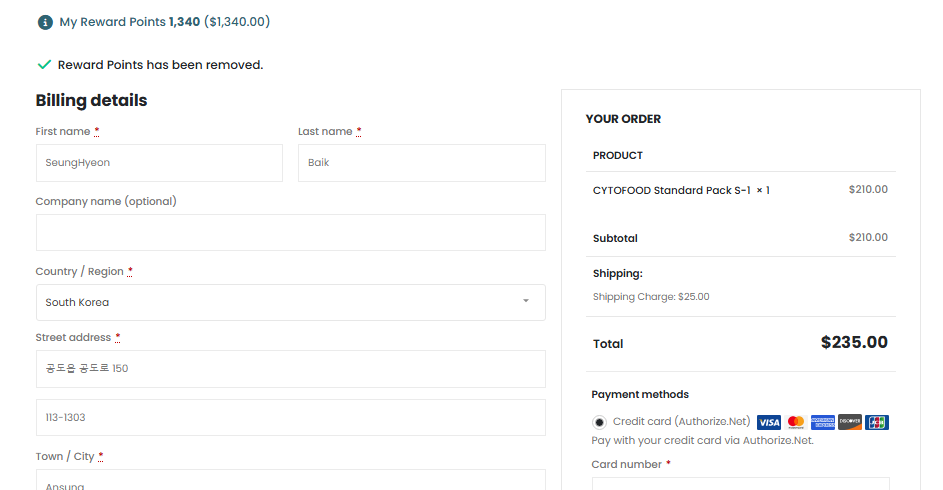 My Reward Points 1,340 ($1,340.00)
Reward Points has been removed.
Billing details
First name *
Last name *
SeungHyeon
Baik
Company name (optional)
Country / Region *
South Korea
Street address *
공도읍 공도로 150
113-1303
Town / City *
Ansung
YOUR ORDER
PRODUCT
CYTOFOOD Standard Pack S-1 × 1 $210.00
Subtotal $210.00
Shipping:
Shipping Charge: $25.00
Total $235.00
Payment methods
Credit card (Authorize.Net) VISA MasterCard AMERICAN EXPRESS DISCOVER JCB
Pay with your credit card via Authorize.Net.
Card number *